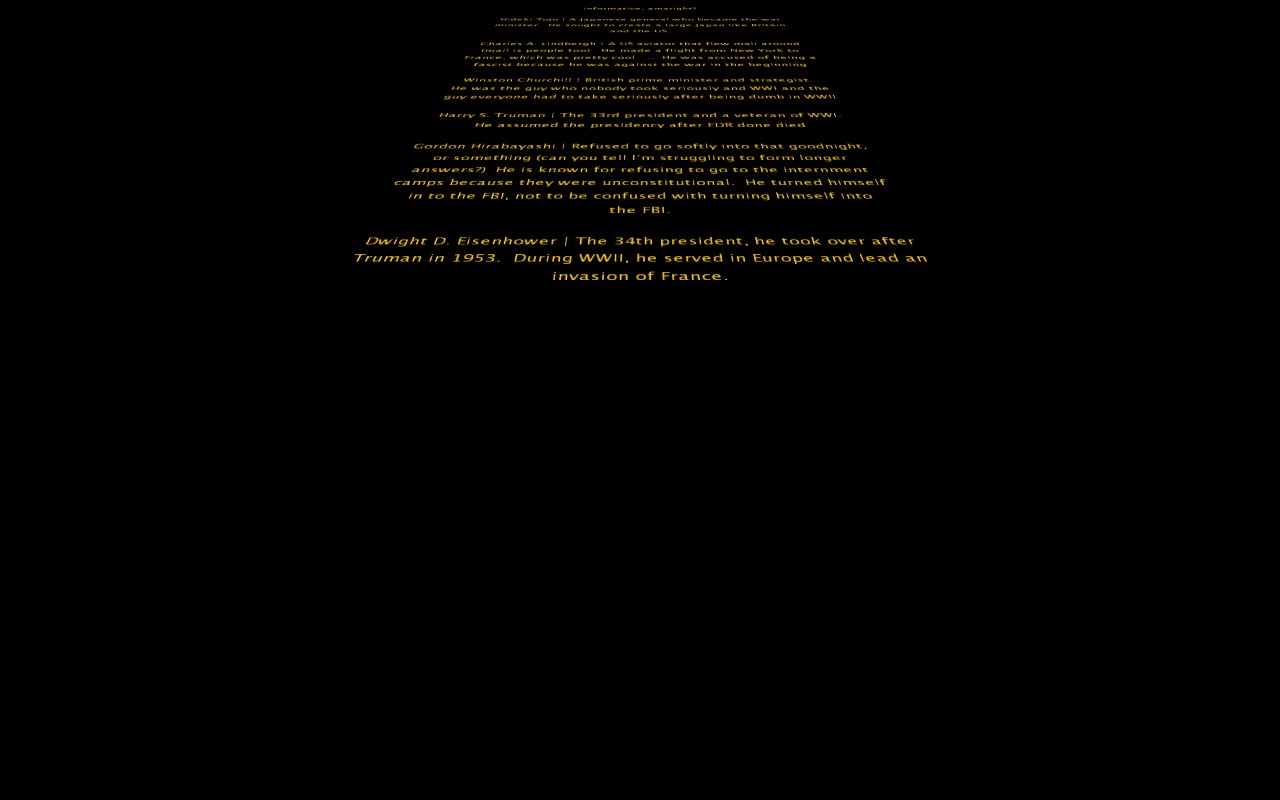 informative, amaright?
Hideki Tojo | A Japanese general who became the war
minister.  He sought to create a large Japan like Britain
and the US
Charles A. Lindbergh | A US aviator that flew mail around
(mail is people too).  He made a flight from New York to
France, which was pretty cool ... He was accused of being a
fascist because he was against the war in the beginning
Winston Churchill | British prime minister and strategist.
He was the guy who nobody took seriously and WWI and the
guy everyone had to take seriously after being dumb in WWII
Harry S. Truman | The 33rd president and a veteran of WWI.
He assumed the presidency after FDR done died
Gordon Hirabayashi | Refused to go softly into that goodnight,
or something (can you tell I'm struggling to form longer
answers?)  He is known for refusing to go to the internment
camps because they were unconstitutional.  He turned himself
in to the FBI, not to be confused with turning himself into
the FBI.
Dwight D. Eisenhower | The 34th president, he took over after
Truman in 1953.  During WWII, he served in Europe and lead an
invasion of France.